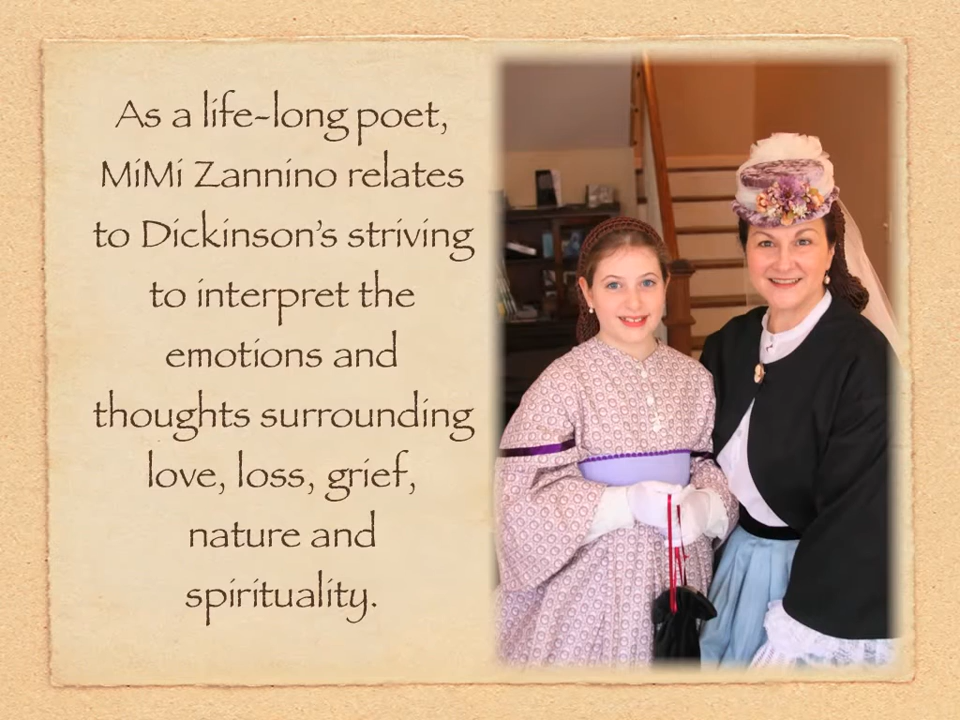 As a life-long poet,
MiMi Zannino relates
to Dickinson’s striving
to interpret the
emotions and
thoughts surrounding
love, loss, grief,
nature and
spirituality.